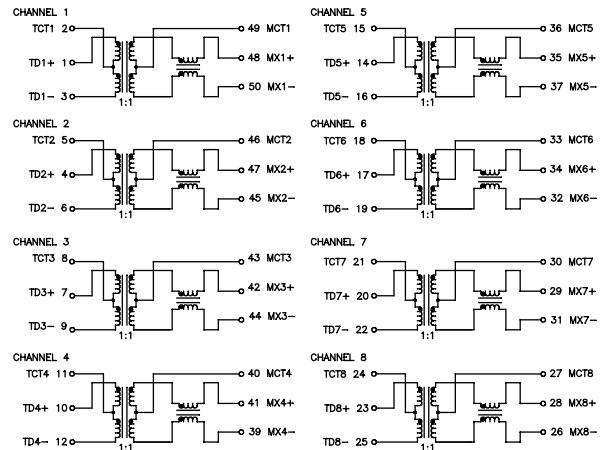 CHANNEL 1
TCT1 2 49 MCT1
TD1+ 1 48 MX1+
TD1− 3 50 MX1−
1:1
CHANNEL 2
TCT2 5 46 MCT2
TD2+ 4 47 MX2+
TD2− 6 45 MX2−
1:1
CHANNEL 3
TCT3 8 43 MCT3
TD3+ 7 42 MX3+
TD3− 9 44 MX3−
1:1
CHANNEL 4
TCT4 11 40 MCT4
TD4+ 10 41 MX4+
TD4− 12 39 MX4−
1:1
CHANNEL 5
TCT5 15 36 MCT5
TD5+ 14 35 MX5+
TD5− 16 37 MX5−
1:1
CHANNEL 6
TCT6 18 33 MCT6
TD6+ 17 34 MX6+
TD6− 19 32 MX6−
1:1
CHANNEL 7
TCT7 21 30 MCT7
TD7+ 20 29 MX7+
TD7− 22 31 MX7−
1:1
CHANNEL 8
TCT8 24 27 MCT8
TD8+ 23 28 MX8+
TD8− 25 26 MX8−
1:1